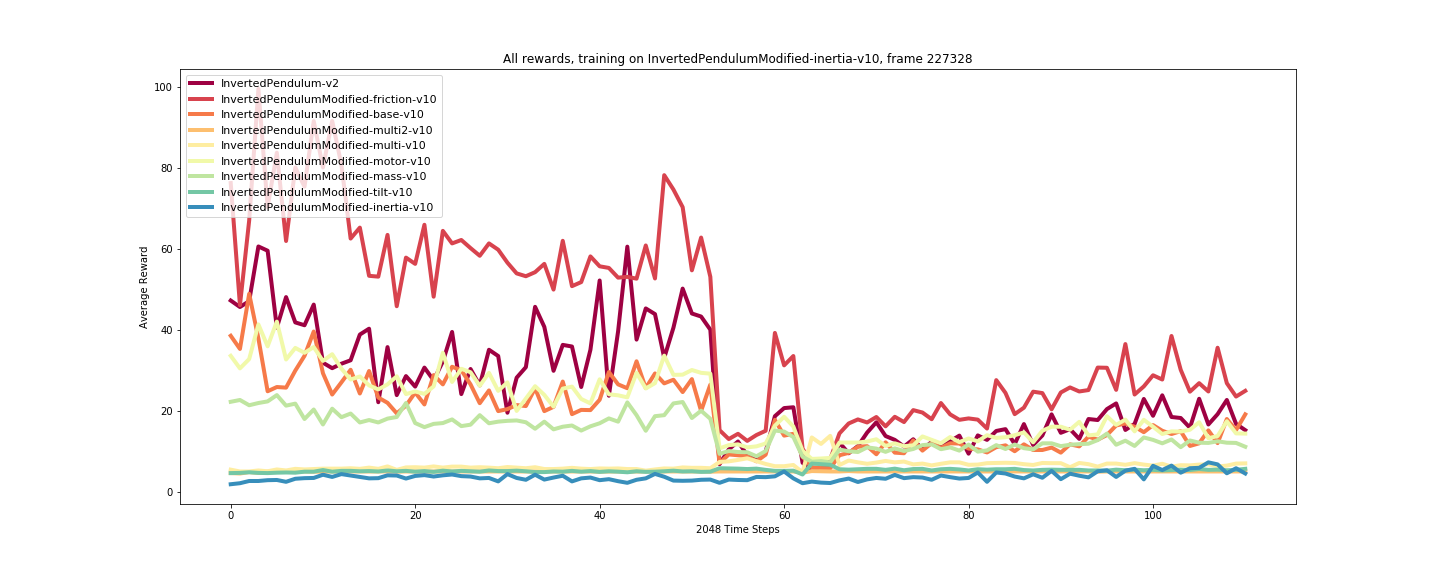 All rewards, training on InvertedPendulumModified-inertia-v10, frame 227328
InvertedPendulum-v2
InvertedPendulumModified-friction-v10
InvertedPendulumModified-base-v10
InvertedPendulumModified-multi2-v10
InvertedPendulumModified-multi-v10
InvertedPendulumModified-motor-v10
InvertedPendulumModified-mass-v10
InvertedPendulumModified-tilt-v10
InvertedPendulumModified-inertia-v10
Average Reward
100
80
60
40
20
0
0 20 40 60 80 100
2048 Time Steps